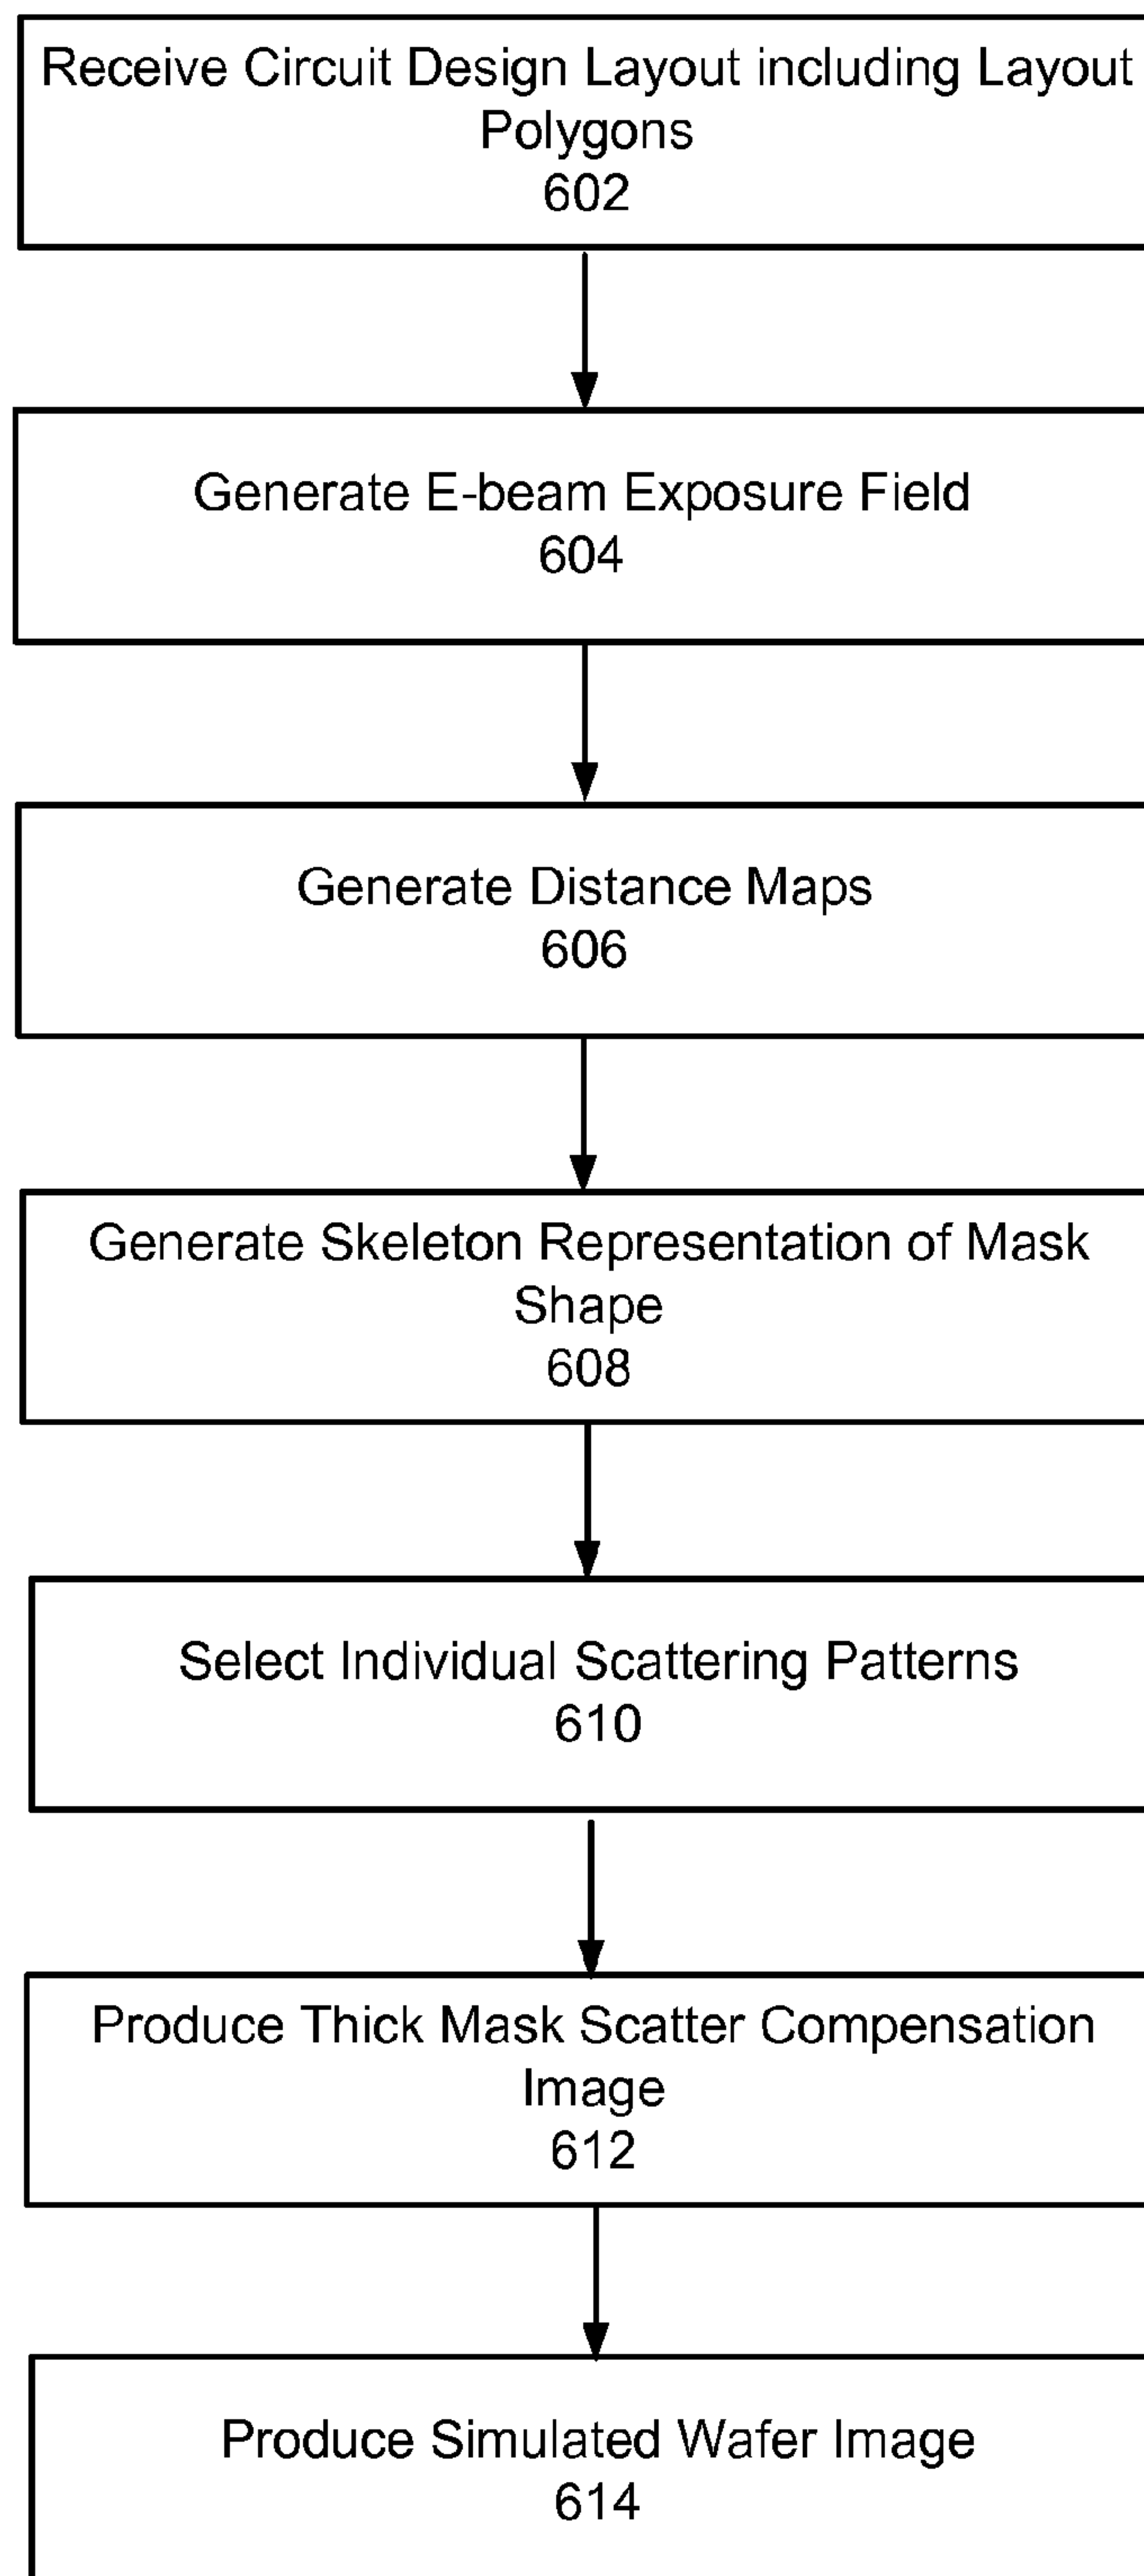 Receive Circuit Design Layout including Layout
Polygons
602
Generate E-beam Exposure Field
604
Generate Distance Maps
606
Generate Skeleton Representation of Mask
Shape
608
Select Individual Scattering Patterns
610
Produce Thick Mask Scatter Compensation
Image
612
Produce Simulated Wafer Image
614